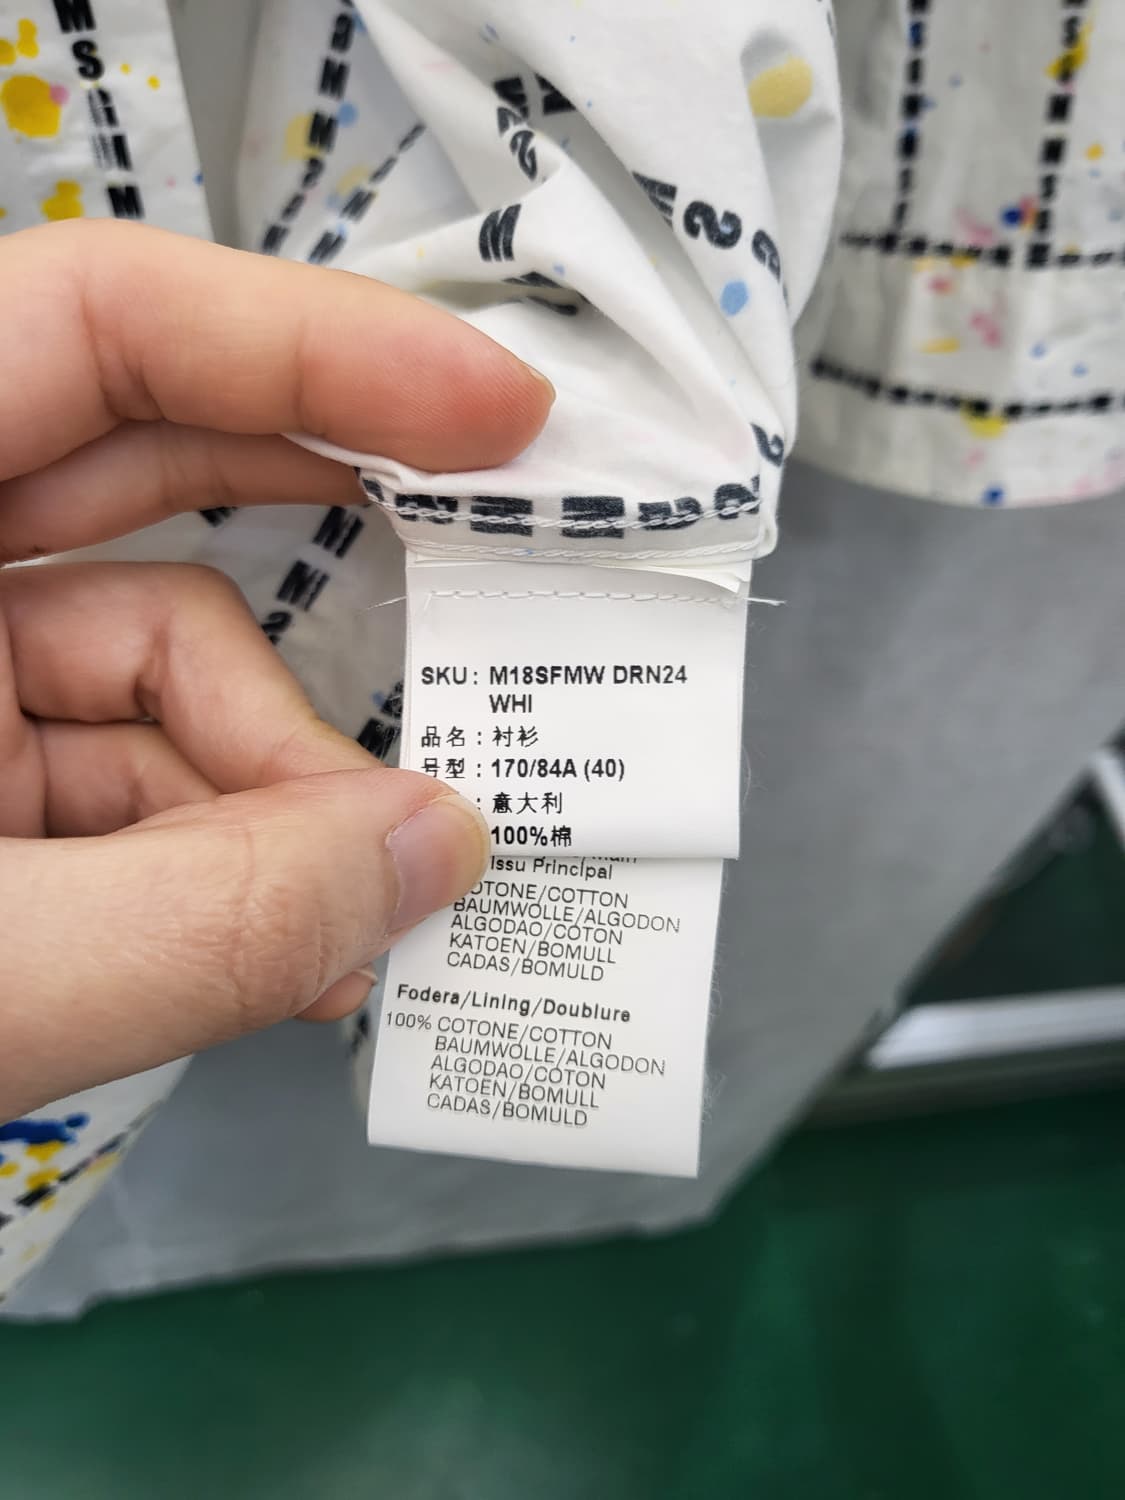 MSGM
SKU: M18SFMW DRN24
WHI
品名：衬衫
号型：170/84A (40)
：意大利
100%棉
Principal
COTONE/COTTON
BAUMWOLLE/ALGODON
ALGODAO/COTON
KATOEN/BOMULL
CADAS/BOMULD
Fodera/Lining/Doublure
100% COTONE/COTTON
BAUMWOLLE/ALGODON
ALGODAO/COTON
KATOEN/BOMULL
CADAS/BOMULD